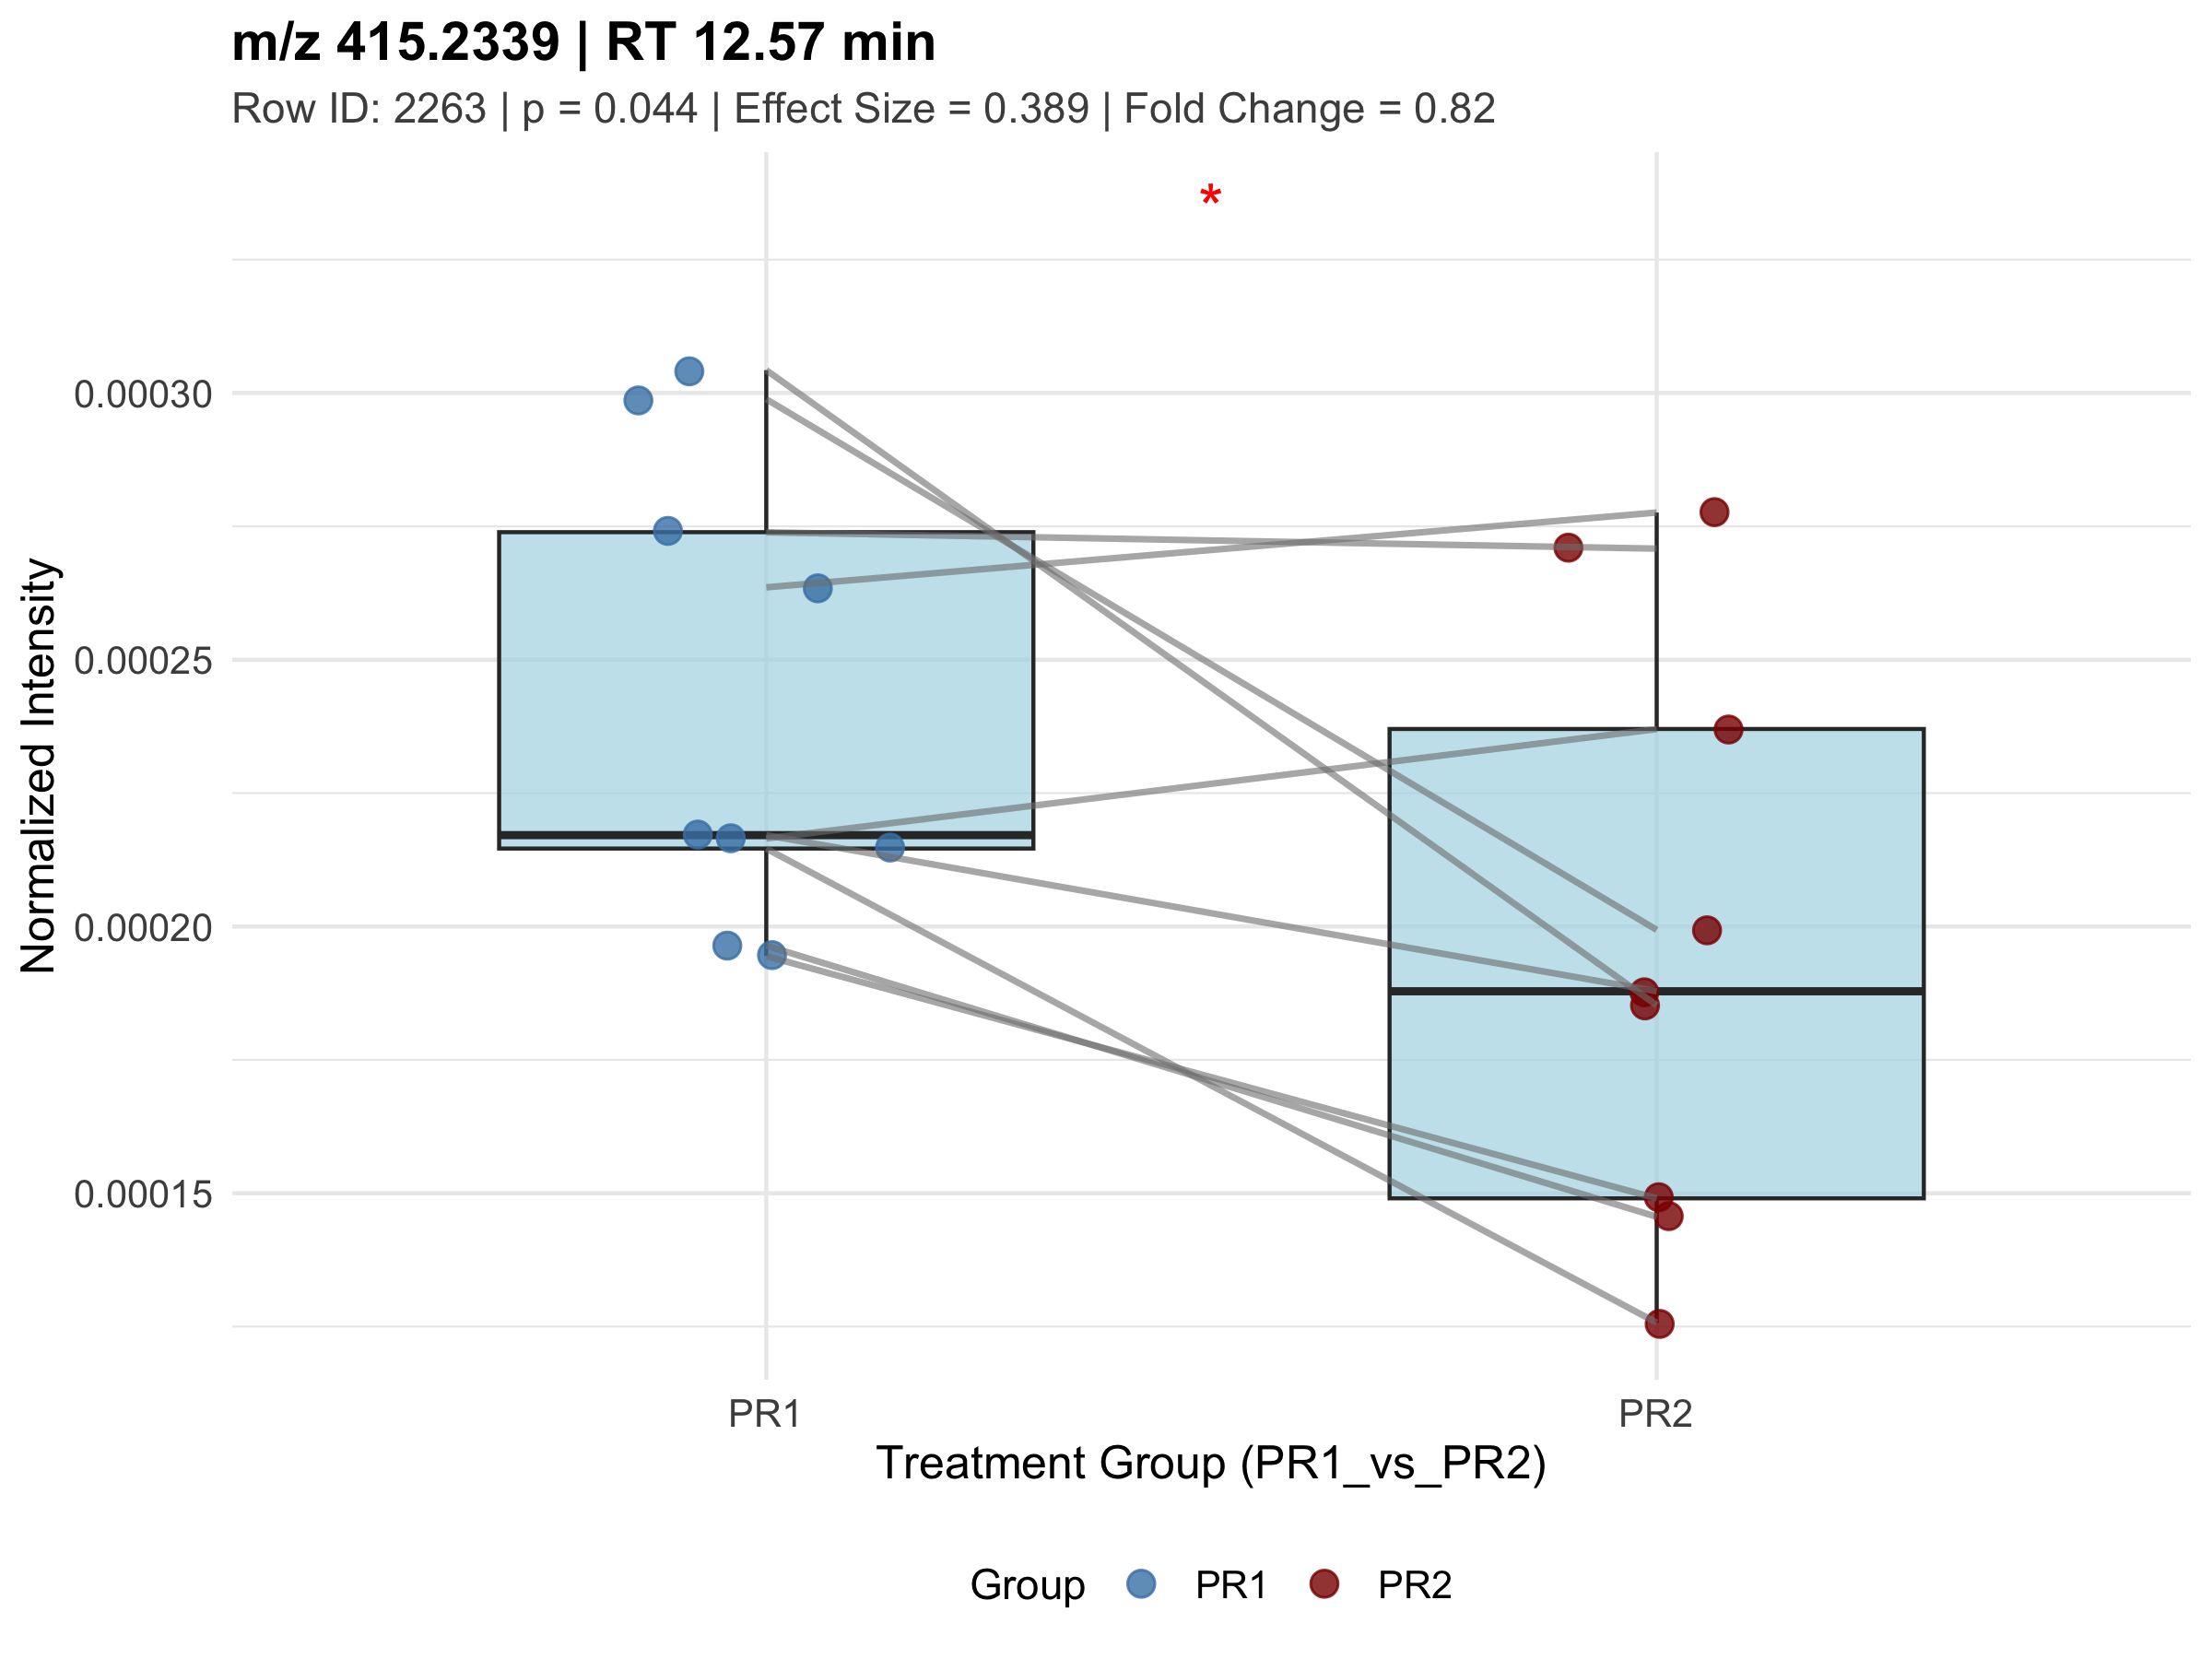 m/z 415.2339 | RT 12.57 min
Row ID: 2263 | p = 0.044 | Effect Size = 0.389 | Fold Change = 0.82
*
Normalized Intensity
0.00030
0.00025
0.00020
0.00015
PR1
PR2
Treatment Group (PR1_vs_PR2)
Group PR1 PR2